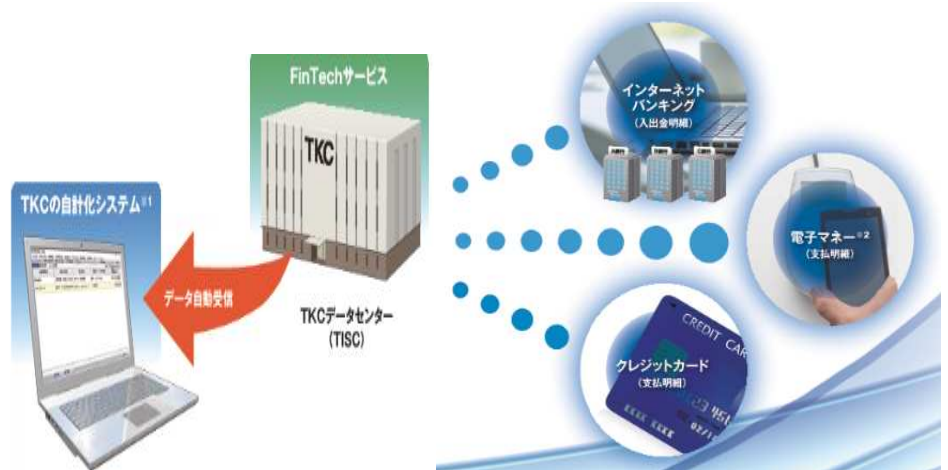 FinTechサービス
TKC
TKCの自計化システム※1
データ自動受信
TKCデータセンター
(TISC)
インターネット
バンキング
(入出金明細)
電子マネー※2
(支払明細)
CREDIT CAR
クレジットカード
(支払明細)